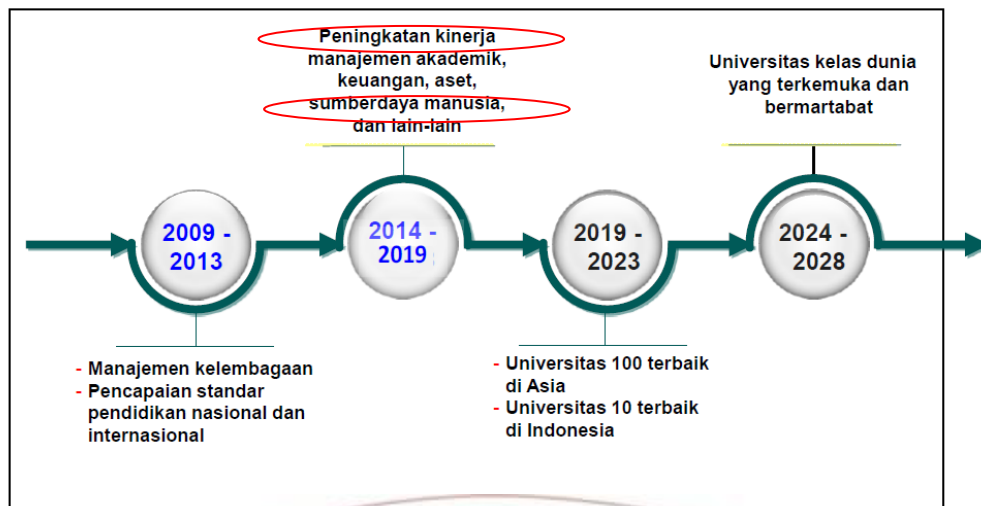 Peningkatan kinerja
manajemen akademik,
keuangan, aset,
sumberdaya manusia,
dan lain-lain
Universitas kelas dunia
yang terkemuka dan
bermartabat
2009 -
2013
2014 -
2019
2019 -
2023
2024 -
2028
- Manajemen kelembagaan
- Pencapaian standar
pendidikan nasional dan
internasional
- Universitas 100 terbaik
di Asia
- Universitas 10 terbaik
di Indonesia